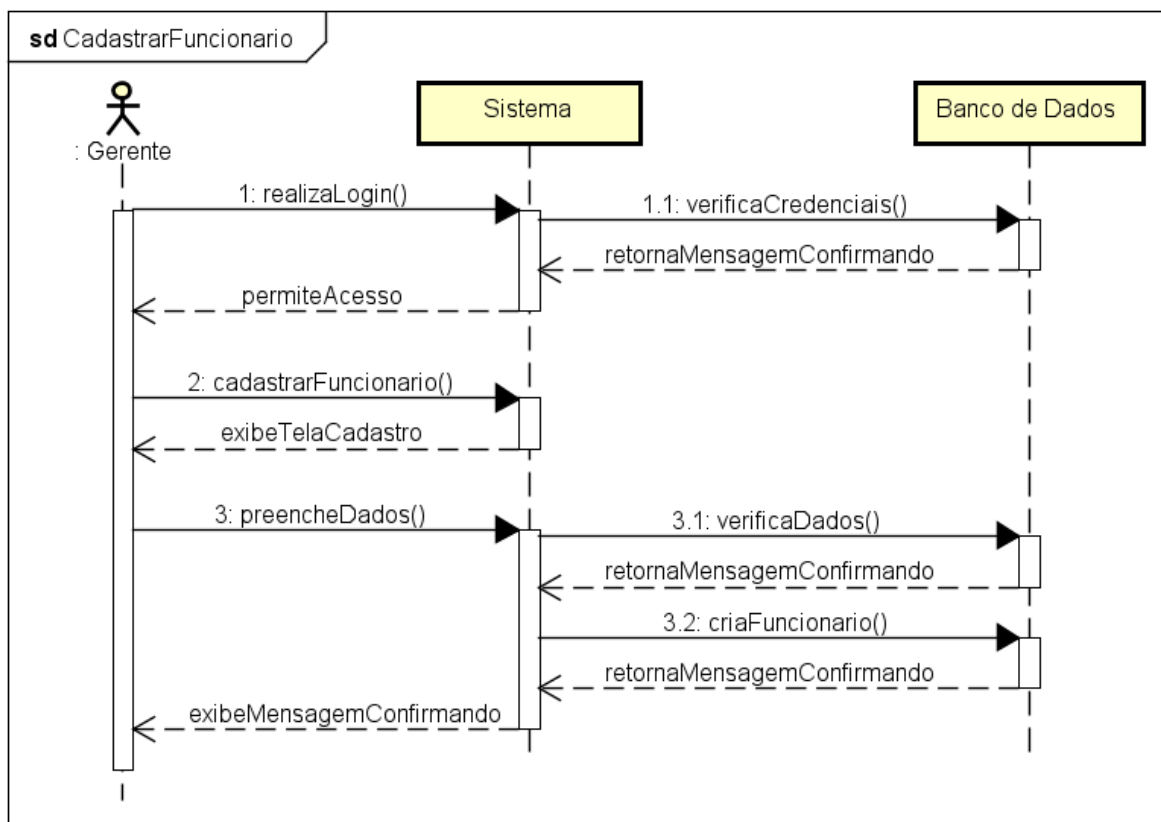 sd CadastrarFuncionario
: Gerente
Sistema
Banco de Dados
1: realizaLogin()
1.1: verificaCredenciais()
retornaMensagemConfirmando
permiteAcesso
2: cadastrarFuncionario()
exibeTelaCadastro
3: preencheDados()
3.1: verificaDados()
retornaMensagemConfirmando
3.2: criaFuncionario()
retornaMensagemConfirmando
exibeMensagemConfirmando